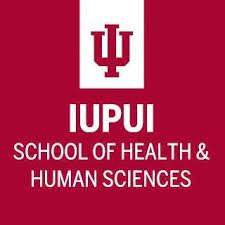 IUPUI
SCHOOL OF HEALTH &
HUMAN SCIENCES